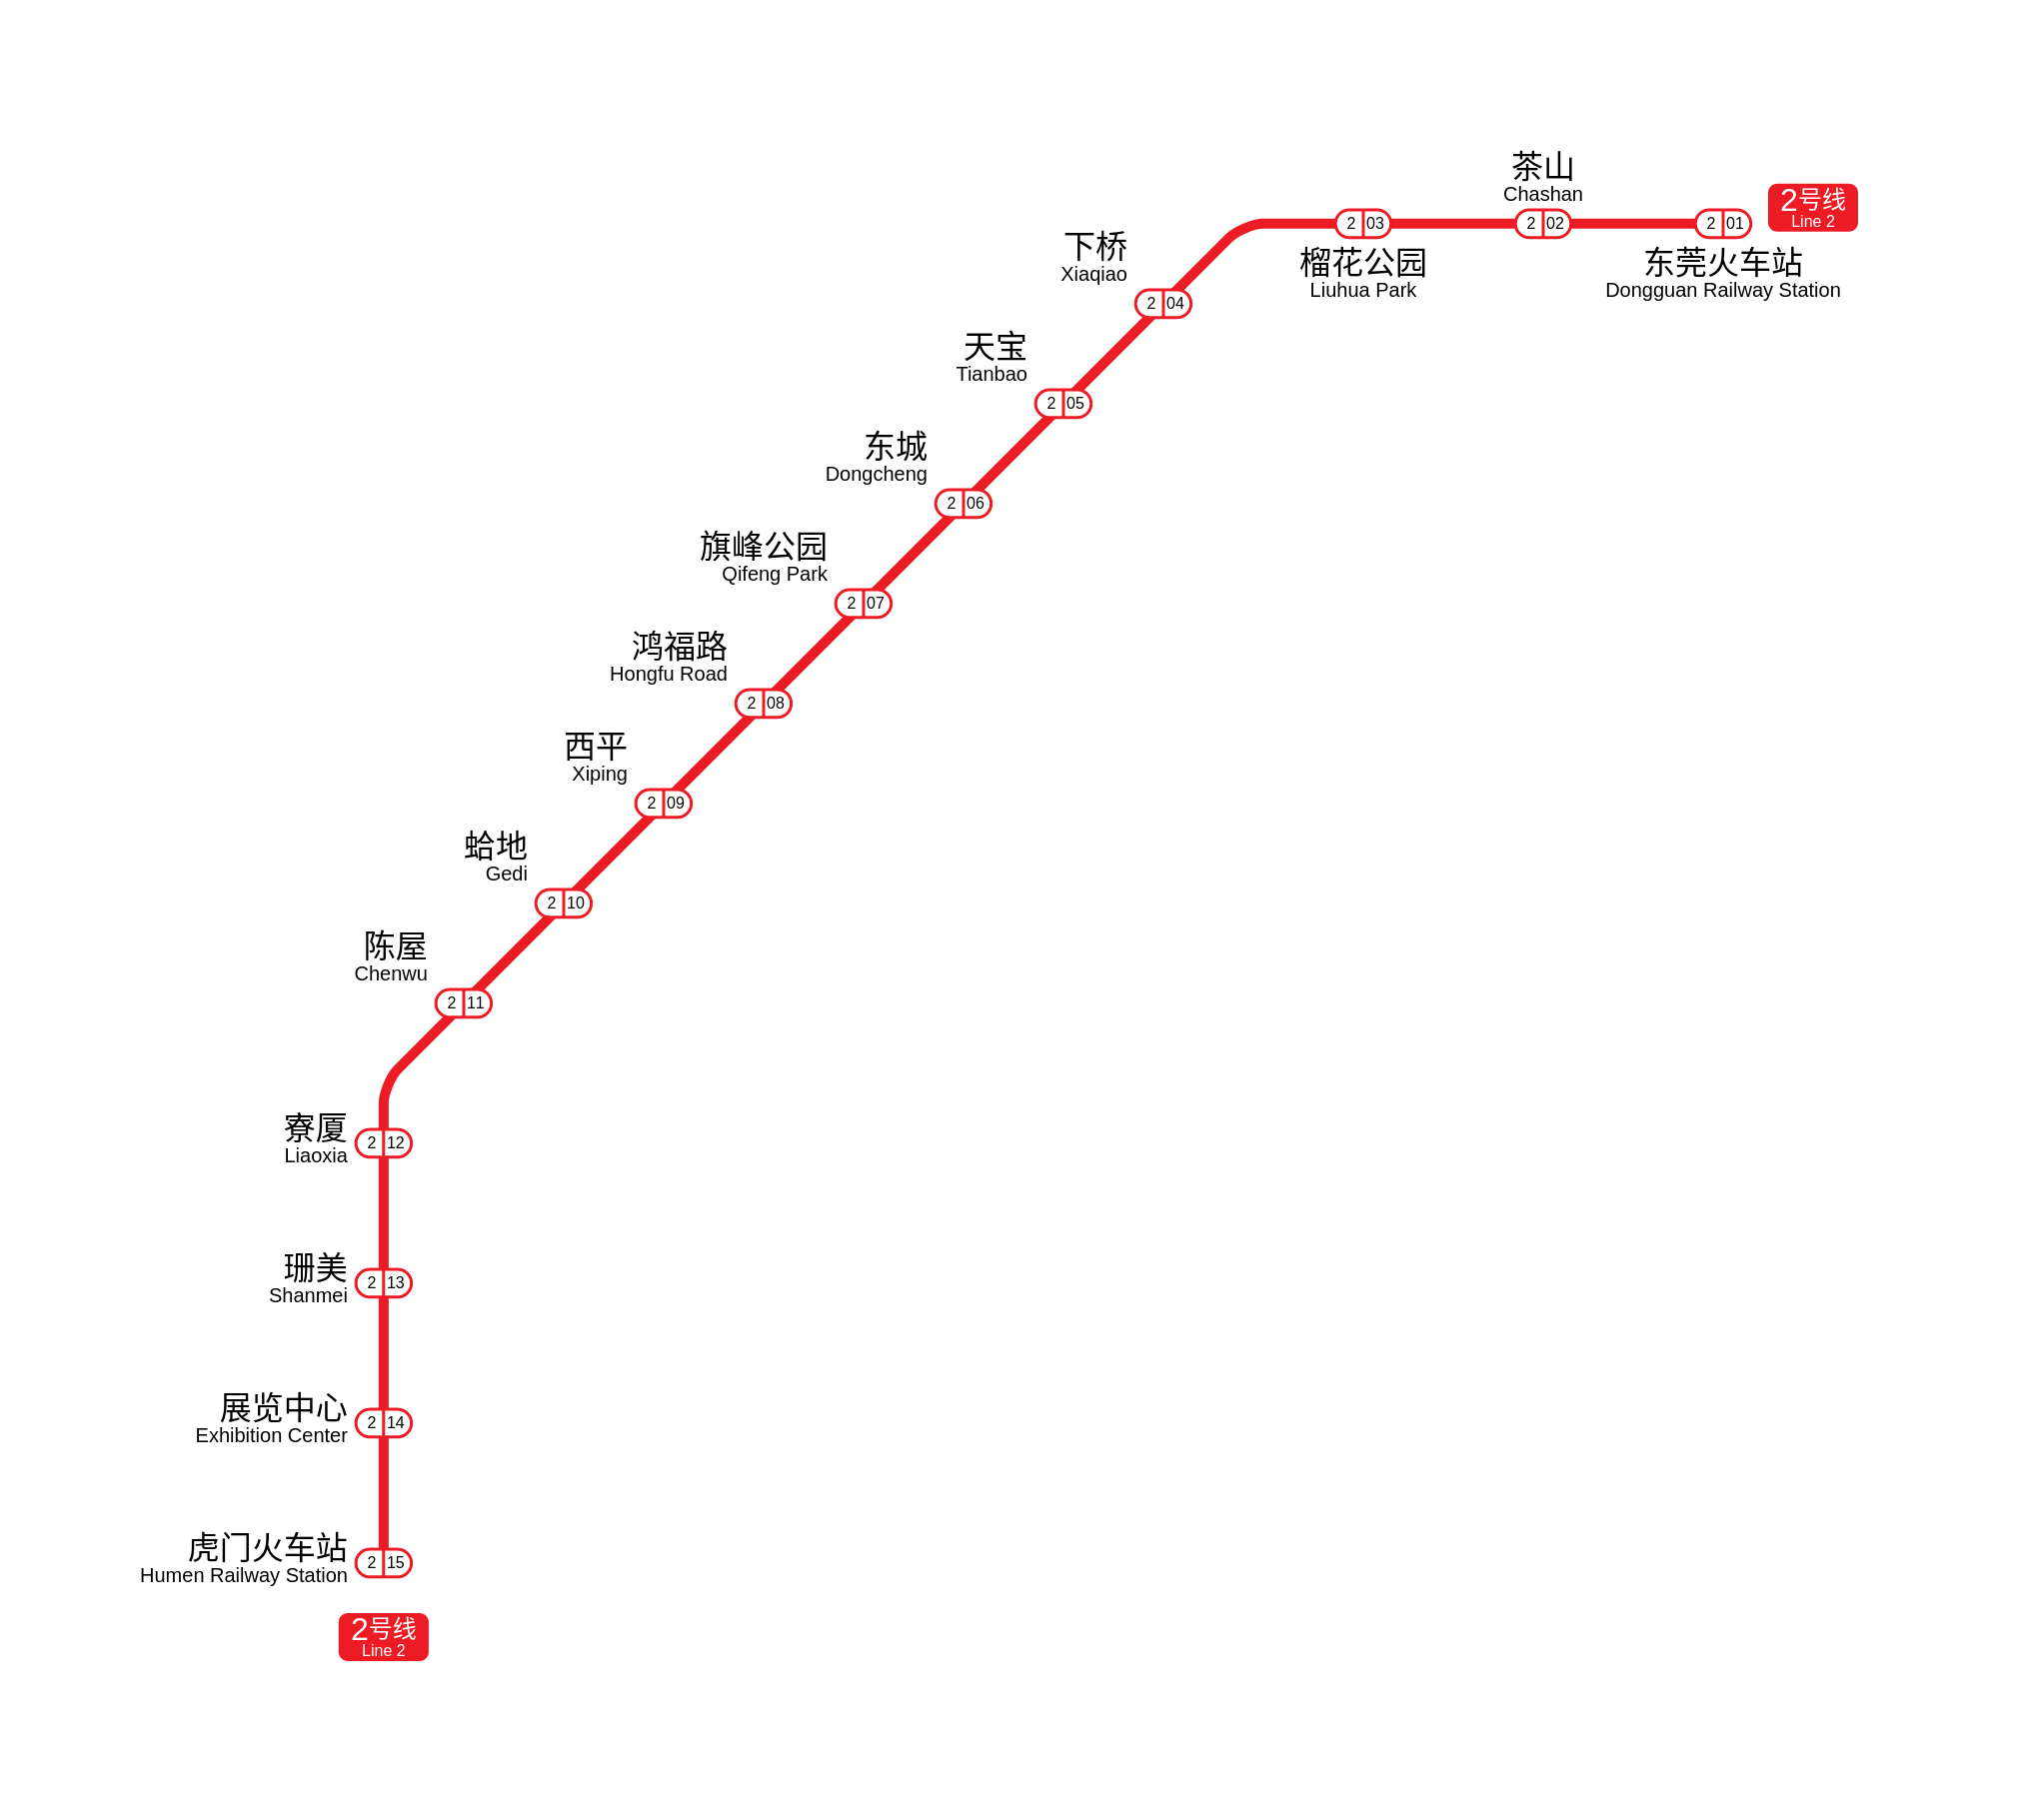 茶山
Chashan
2号线
Line 2
2 03
2 02
2 01
下桥
Xiaqiao
榴花公园
Liuhua Park
东莞火车站
Dongguan Railway Station
2 04
天宝
Tianbao
2 05
东城
Dongcheng
2 06
旗峰公园
Qifeng Park
2 07
鸿福路
Hongfu Road
2 08
西平
Xiping
2 09
蛤地
Gedi
2 10
陈屋
Chenwu
2 11
寮厦
Liaoxia
2 12
珊美
Shanmei
2 13
展览中心
Exhibition Center
2 14
虎门火车站
Humen Railway Station
2 15
2号线
Line 2